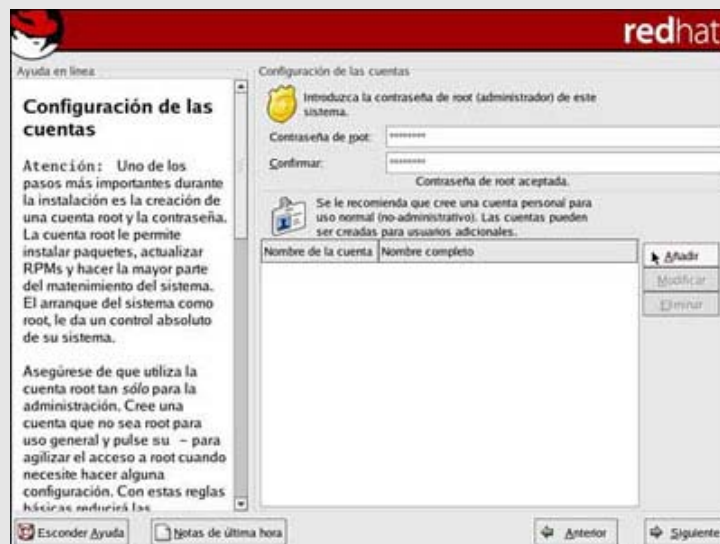 redhat
Ayuda en línea
Configuración de las
cuentas
Atención: Uno de los
pasos más importantes durante
la instalación es la creación de
una cuenta root y la contraseña.
La cuenta root le permite
instalar paquetes, actualizar
RPMs y hacer la mayor parte
del matenimiento del sistema.
El arranque del sistema como
root, le da un control absoluto
de su sistema.
Asegúrese de que utiliza la
cuenta root tan sólo para la
administración. Cree una
cuenta que no sea root para
uso general y pulse su - para
agilizar el acceso a root cuando
necesite hacer alguna
configuración. Con estas reglas
básicas reducirá las
Configuración de las cuentas
Introduzca la contraseña de root (administrador) de este
sistema.
Contraseña de root: ********
Confirmar: ********
Contraseña de root aceptada.
Se le recomienda que cree una cuenta personal para
uso normal (no-administrativo). Las cuentas pueden
ser creadas para usuarios adicionales.
Nombre de la cuenta Nombre completo
Añadir
Modificar
Eliminar
Esconder Ayuda
Notas de última hora
Anterior
Siguiente